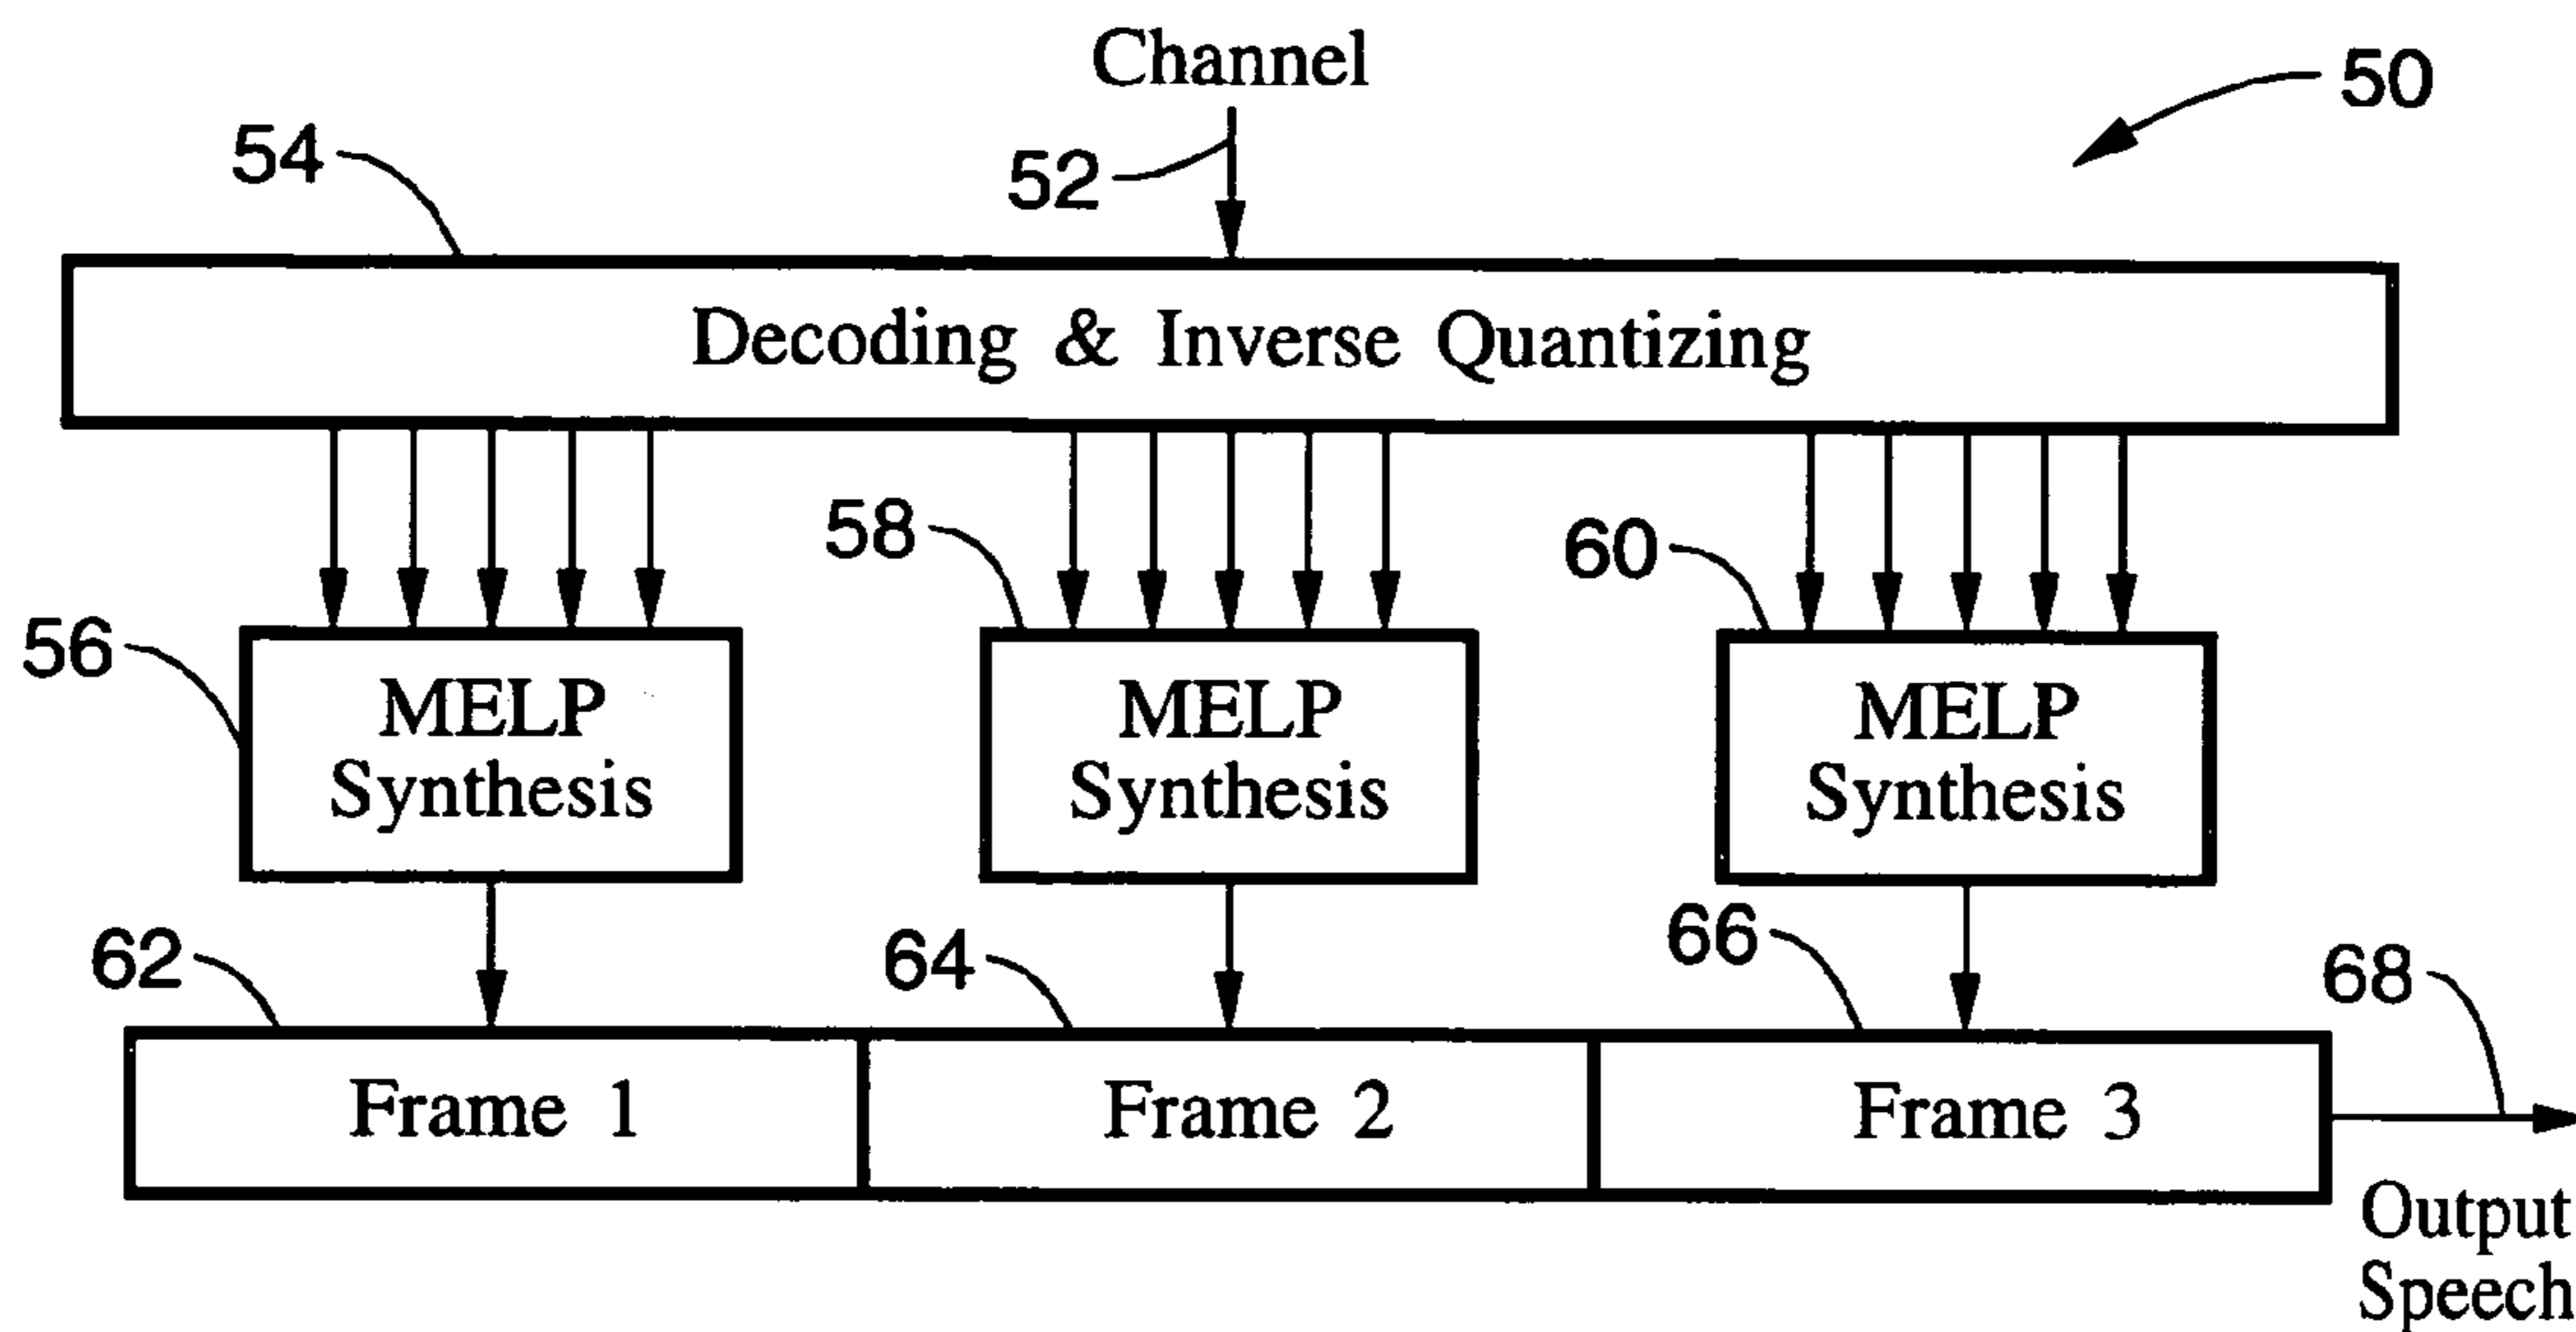 Channel
50
54
52
Decoding & Inverse Quantizing
58
60
56
MELP
Synthesis
MELP
Synthesis
MELP
Synthesis
62
64
66
68
Frame 1
Frame 2
Frame 3
Output
Speech